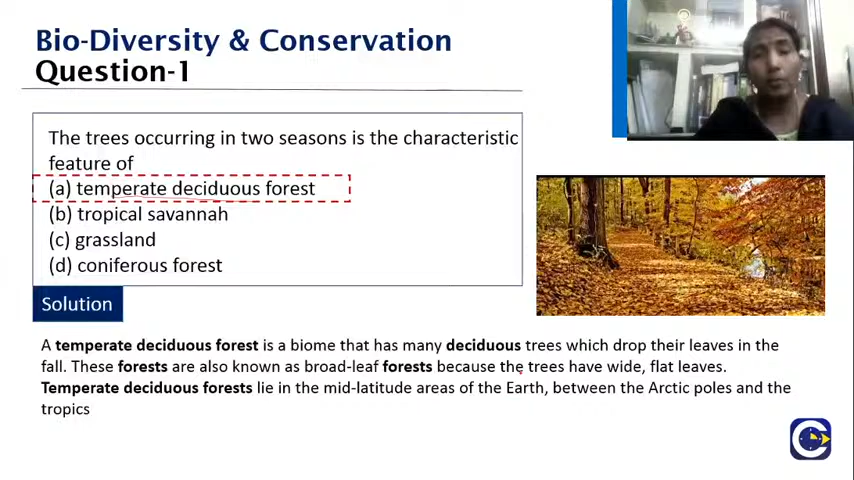 Bio-Diversity & Conservation
Question-1
The trees occurring in two seasons is the characteristic
feature of
(a) temperate deciduous forest
(b) tropical savannah
(c) grassland
(d) coniferous forest
Solution
A temperate deciduous forest is a biome that has many deciduous trees which drop their leaves in the
fall. These forests are also known as broad-leaf forests because the trees have wide, flat leaves.
Temperate deciduous forests lie in the mid-latitude areas of the Earth, between the Arctic poles and the
tropics